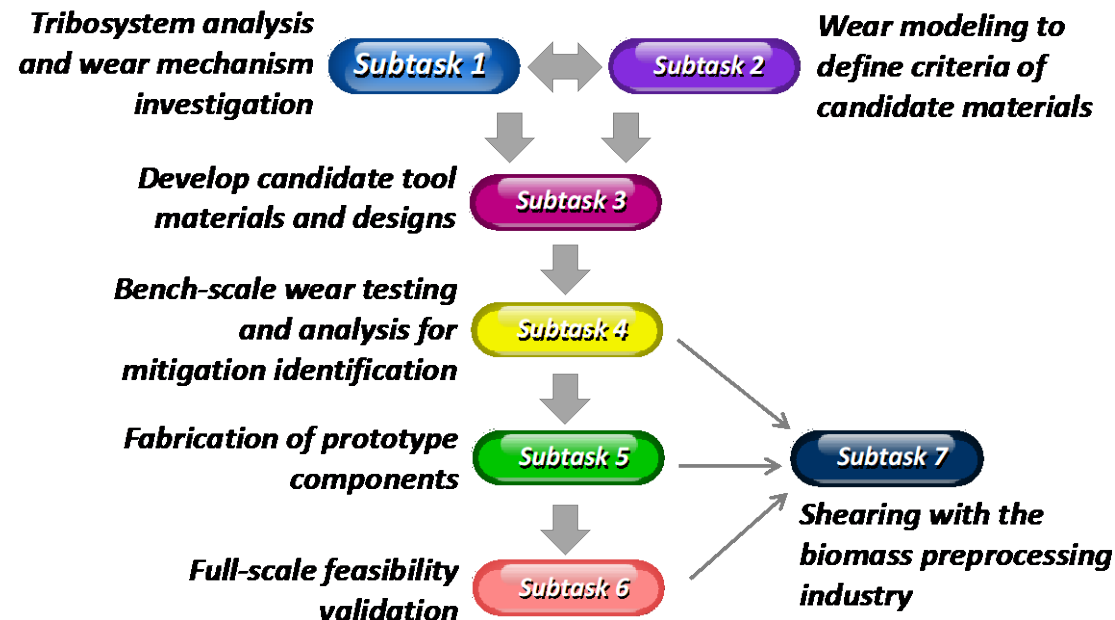 Tribosystem analysis
and wear mechanism
investigation
Subtask 1
Subtask 2
Wear modeling to
define criteria of
candidate materials
Develop candidate tool
materials and designs
Subtask 3
Bench-scale wear testing
and analysis for
mitigation identification
Subtask 4
Fabrication of prototype
components
Subtask 5
Subtask 7
Shearing with the
biomass preprocessing
industry
Full-scale feasibility
validation
Subtask 6